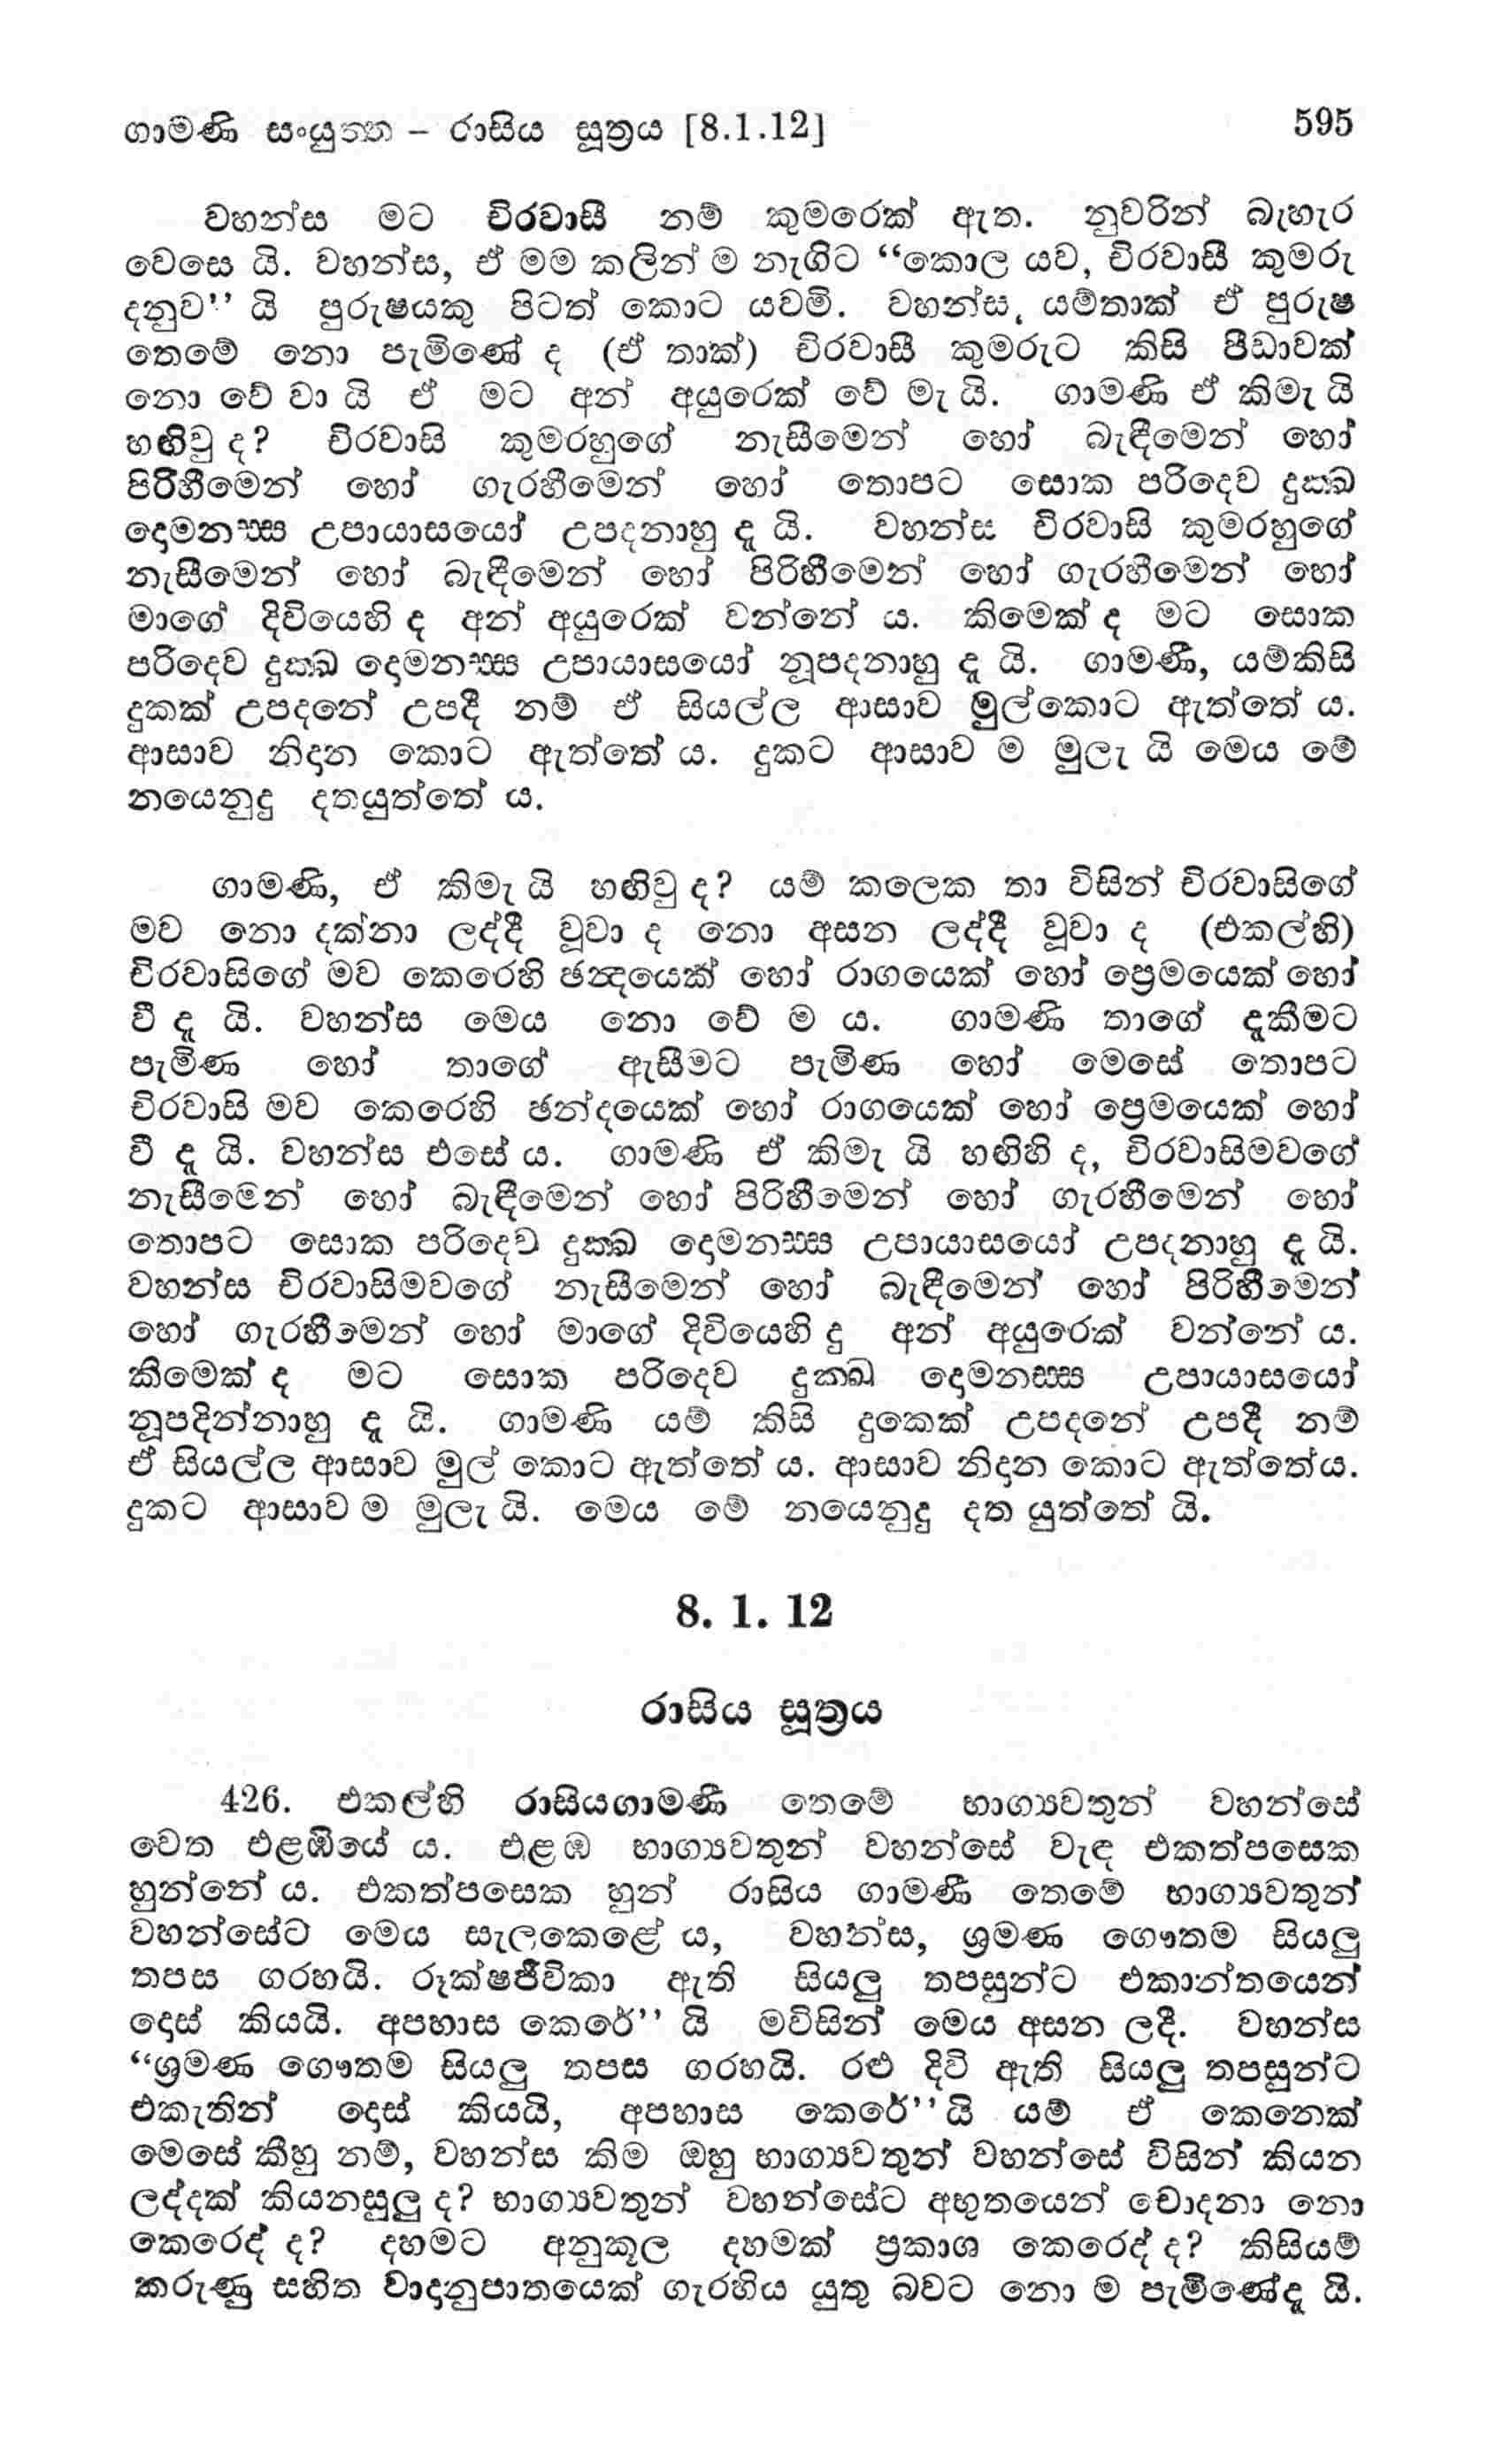 ගාමණි සංයුත්ත – රාසිය සූත්‍රය [8.1.12] 595
වහන්ස මට චිරවාසී නම් කුමරෙක් ඇත. නුවරින් බැහැර
වෙසෙ යි. වහන්ස, ඒ මම කලින් ම නැගිට “කොල යව, චිරවාසී කුමරු
දනුව” යි පුරුෂයකු පිටත් කොට යවමි. වහන්ස, යම්තාක් ඒ පුරුෂ
තෙමේ නො පැමිණේ ද (ඒ තාක්) චිරවාසී කුමරුට කිසි පීඩාවක්
නො වේ වා යි ඒ මට අන් අයුරෙක් වේ මැ යි. ගාමණි ඒ කිමැ යි
හඟිවු ද? චිරවාසි කුමරහුගේ නැසීමෙන් හෝ බැඳීමෙන් හෝ
පිරිහීමෙන් හෝ ගැරහීමෙන් හෝ තොපට සොක පරිදෙව දුක්ඛ
දොමනස්ස උපායාසයෝ උපදනාහු දැ යි. වහන්ස චිරවාසි කුමරහුගේ
නැසීමෙන් හෝ බැඳීමෙන් හෝ පිරිහීමෙන් හෝ ගැරහීමෙන් හෝ
මාගේ දිවියෙහි ද අන් අයුරෙක් වන්නේ ය. කිමෙක් ද මට සොක
පරිදෙව දුක්ඛ දොමනස්ස උපායාසයෝ නූපදනාහු දැ යි. ගාමණී, යම්කිසි
දුකක් උපදනේ උපදී නම් ඒ සියල්ල ආසාව මුල්කොට ඇත්තේ ය.
ආසාව නිදාන කොට ඇත්තේ ය. දුකට ආසාව ම මුලැ යි මෙය මේ
නයෙනුදු දතයුත්තේ ය.
ගාමණි, ඒ කිමැ යි හඟිවු ද? යම් කලෙක තා විසින් චිරවාසිගේ
මව නො දක්නා ලද්දී වූවා ද නො අසන ලද්දී වූවා ද (එකල්හි)
චිරවාසිගේ මව කෙරෙහි ඡන්දයෙක් හෝ රාගයෙක් හෝ ප්‍රෙමයෙක් හෝ
වී දැ යි. වහන්ස මෙය නො වේ ම ය. ගාමණි තාගේ දැකීමට
පැමිණ හෝ තාගේ ඇසීමට පැමිණ හෝ මෙසේ තොපට
චිරවාසි මව කෙරෙහි ඡන්දයෙක් හෝ රාගයෙක් හෝ ප්‍රෙමයෙක් හෝ
වී දැ යි. වහන්ස එසේ ය. ගාමණි ඒ කිමැ යි හඟිහි ද, චිරවාසිමවගේ
නැසීමෙන් හෝ බැඳීමෙන් හෝ පිරිහීමෙන් හෝ ගැරහීමෙන් හෝ
තොපට සොක පරිදෙව දුක්ඛ දොමනස්ස උපායාසයෝ උපදනාහු දැ යි.
වහන්ස චිරවාසිමවගේ නැසීමෙන් හෝ බැඳීමෙන් හෝ පිරිහීමෙන්
හෝ ගැරහීමෙන් හෝ මාගේ දිවියෙහි දු අන් අයුරෙක් වන්නේ ය.
කිමෙක් ද මට සොක පරිදෙව දුක්ඛ දොමනස්ස උපායාසයෝ
නූපදින්නාහු දැ යි. ගාමණි යම් කිසි දුකෙක් උපදනේ උපදී නම්
ඒ සියල්ල ආසාව මුල් කොට ඇත්තේ ය. ආසාව නිදාන කොට ඇත්තේය.
දුකට ආසාව ම මුලැ යි. මෙය මේ නයෙනුදු දත යුත්තේ යි.
8. 1. 12
රාසිය සූත්‍රය
426. එකල්හි රාසියගාමණී තෙමේ භාග්‍යවතුන් වහන්සේ
වෙත එළඹියේ ය. එළඹ භාග්‍යවතුන් වහන්සේ වැඳ එකත්පසෙක
හුන්නේ ය. එකත්පසෙක හුන් රාසිය ගාමණී තෙමේ භාග්‍යවතුන්
වහන්සේට මෙය සැලකෙළේ ය, වහන්ස, ශ්‍රමණ ගෞතම සියලු
තපස ගරහයි. රූක්ෂජීවිකා ඇති සියලු තපසුන්ට එකාන්තයෙන්
දොස් කියයි. අපහාස කෙරේ” යි මවිසින් මෙය අසන ලදී. වහන්ස
“ශ්‍රමණ ගෞතම සියලු තපස ගරහයි. රළු දිවි ඇති සියලු තපසුන්ට
එකැතින් දොස් කියයි, අපහාස කෙරේ” යි යම් ඒ කෙනෙක්
මෙසේ කීහු නම්, වහන්ස කිම ඔහු භාග්‍යවතුන් වහන්සේ විසින් කියන
ලද්දක් කියනසුලු ද? භාග්‍යවතුන් වහන්සේට අභුතයෙන් චොදනා නො
කෙරෙද් ද? දහමට අනුකූල දහමක් ප්‍රකාශ කෙරෙද් ද? කිසියම්
කරුණු සහිත වාදානුපාතයෙක් ගැරහිය යුතු බවට නො ම පැමිණේදැ යි.